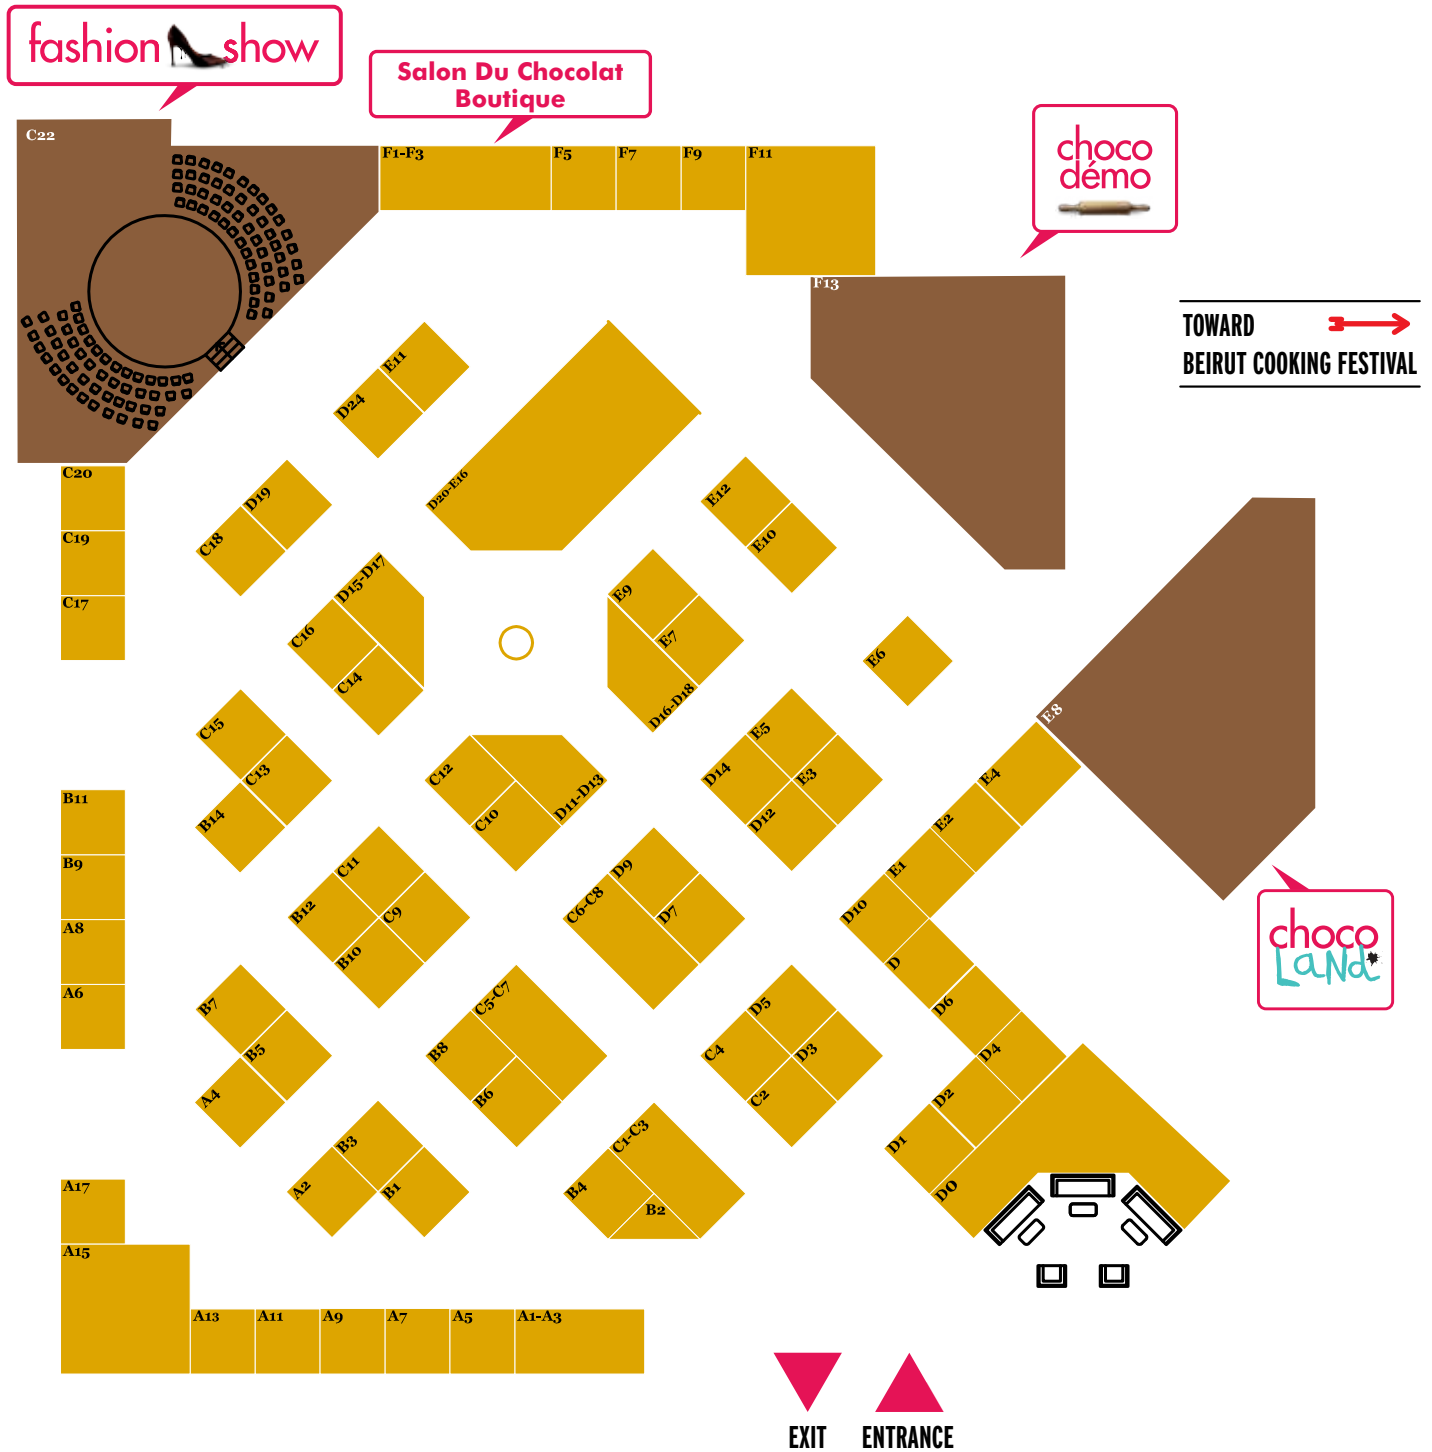 fashion show
Salon Du Chocolat
Boutique
choco
démo
C22
F1-F3
F5
F7
F9
F11
F13
TOWARD
BEIRUT COOKING FESTIVAL
E11
D24
D20-E16
C20
D19
E12
C19
C18
E10
D15-D17
C17
C16
E9
E7
C14
E6
D16-D18
E8
C15
E5
C13
C12
D14
E3
E4
B11
B14
C10
D11-D13
D12
E2
B9
C11
D9
E1
B12
C9
C6-C8
D7
D10
A8
B10
D
choco
LaNd
A6
B7
C5-C7
D5
D6
B5
B8
C4
D3
D4
A4
B6
C2
D2
B3
C1-C3
D1
A17
A2
B1
B4
B2
D0
A15
A13
A11
A9
A7
A5
A1-A3
EXIT
ENTRANCE